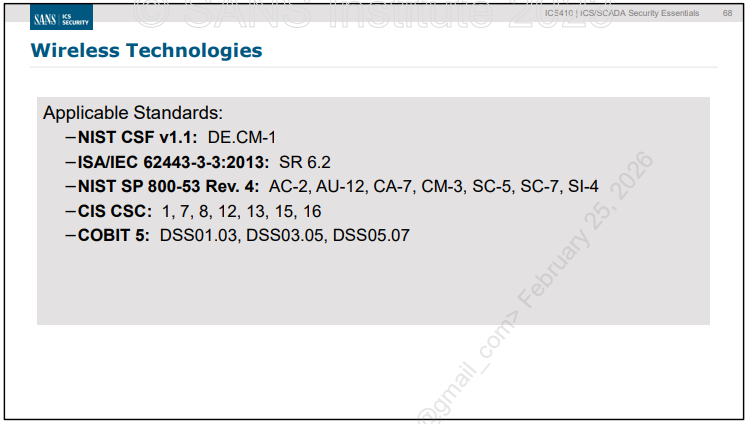 © SANS Institute 2026
SANS | ICS SECURITY
ICS410 | ICS/SCADA Security Essentials 68
Wireless Technologies
Applicable Standards:
–NIST CSF v1.1: DE.CM-1
–ISA/IEC 62443-3-3:2013: SR 6.2
–NIST SP 800-53 Rev. 4: AC-2, AU-12, CA-7, CM-3, SC-5, SC-7, SI-4
–CIS CSC: 1, 7, 8, 12, 13, 15, 16
–COBIT 5: DSS01.03, DSS03.05, DSS05.07
@gmail_com> February 25, 2026